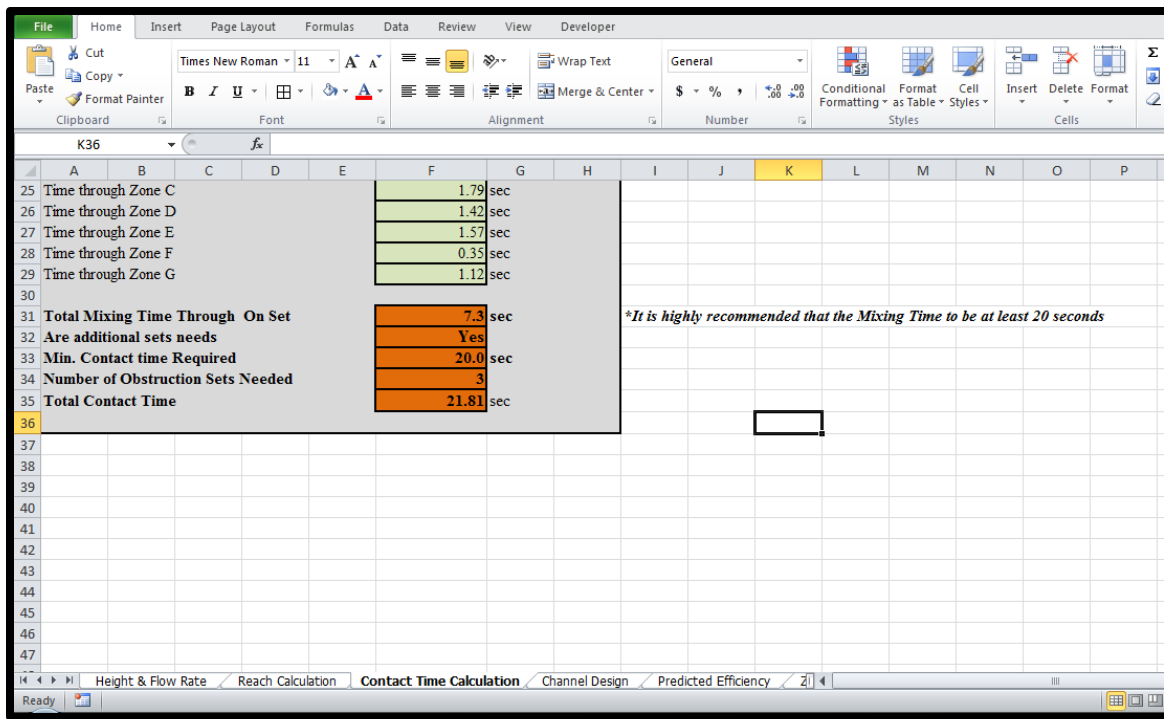 File Home Insert Page Layout Formulas Data Review View Developer
Cut
Copy
Format Painter
Paste
Times New Roman 11
B I U
Wrap Text
Merge & Center
General
$ % ,
Conditional Formatting
Format as Table
Cell Styles
Insert Delete Format
Σ
Clipboard Font Alignment Number Styles Cells
K36 fx
A B C D E F G H I J K L M N O P
25 Time through Zone C 1.79 sec
26 Time through Zone D 1.42 sec
27 Time through Zone E 1.57 sec
28 Time through Zone F 0.35 sec
29 Time through Zone G 1.12 sec
30
31 Total Mixing Time Through On Set 7.3 sec *It is highly recommended that the Mixing Time to be at least 20 seconds
32 Are additional sets needs Yes
33 Min. Contact time Required 20.0 sec
34 Number of Obstruction Sets Needed 3
35 Total Contact Time 21.81 sec
36
37
38
39
40
41
42
43
44
45
46
47
Height & Flow Rate Reach Calculation Contact Time Calculation Channel Design Predicted Efficiency
Ready